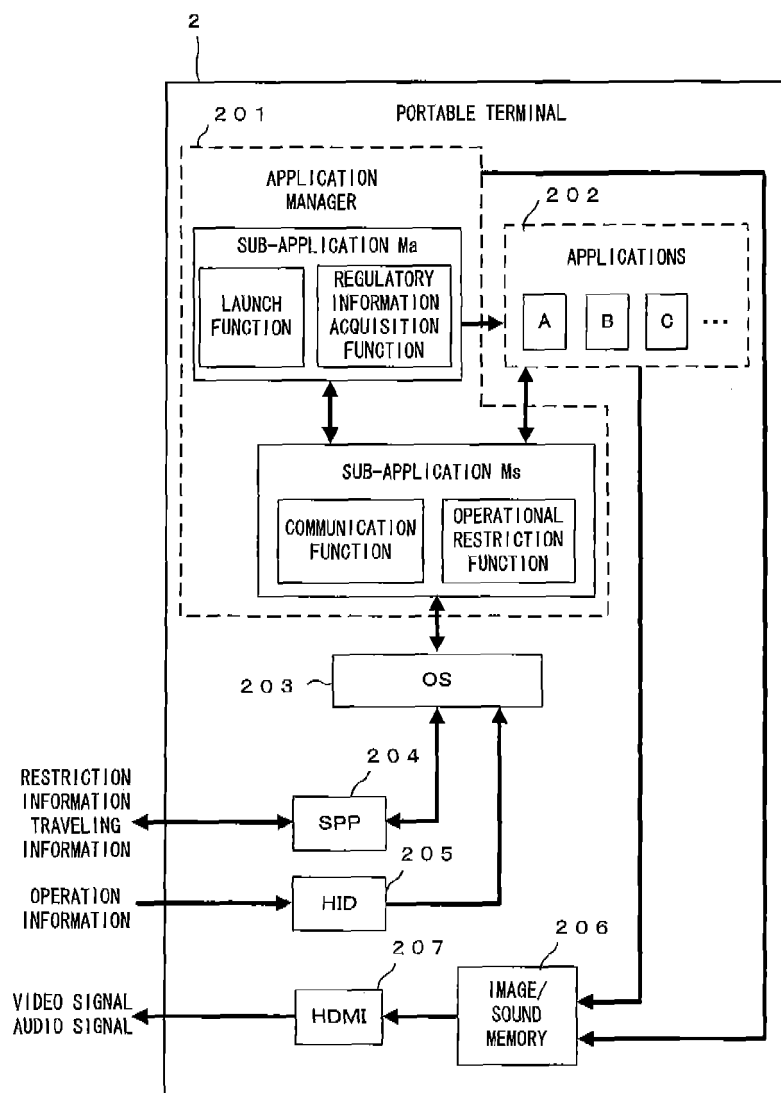 2
PORTABLE TERMINAL
201
APPLICATION
MANAGER
202
SUB-APPLICATION Ma
LAUNCH
FUNCTION
REGULATORY
INFORMATION
ACQUISITION
FUNCTION
APPLICATIONS
A B C ...
SUB-APPLICATION Ms
COMMUNICATION
FUNCTION
OPERATIONAL
RESTRICTION
FUNCTION
203
OS
204
RESTRICTION
INFORMATION
TRAVELING
INFORMATION
SPP
205
OPERATION
INFORMATION
HID
206
207
VIDEO SIGNAL
AUDIO SIGNAL
HDMI
IMAGE/
SOUND
MEMORY